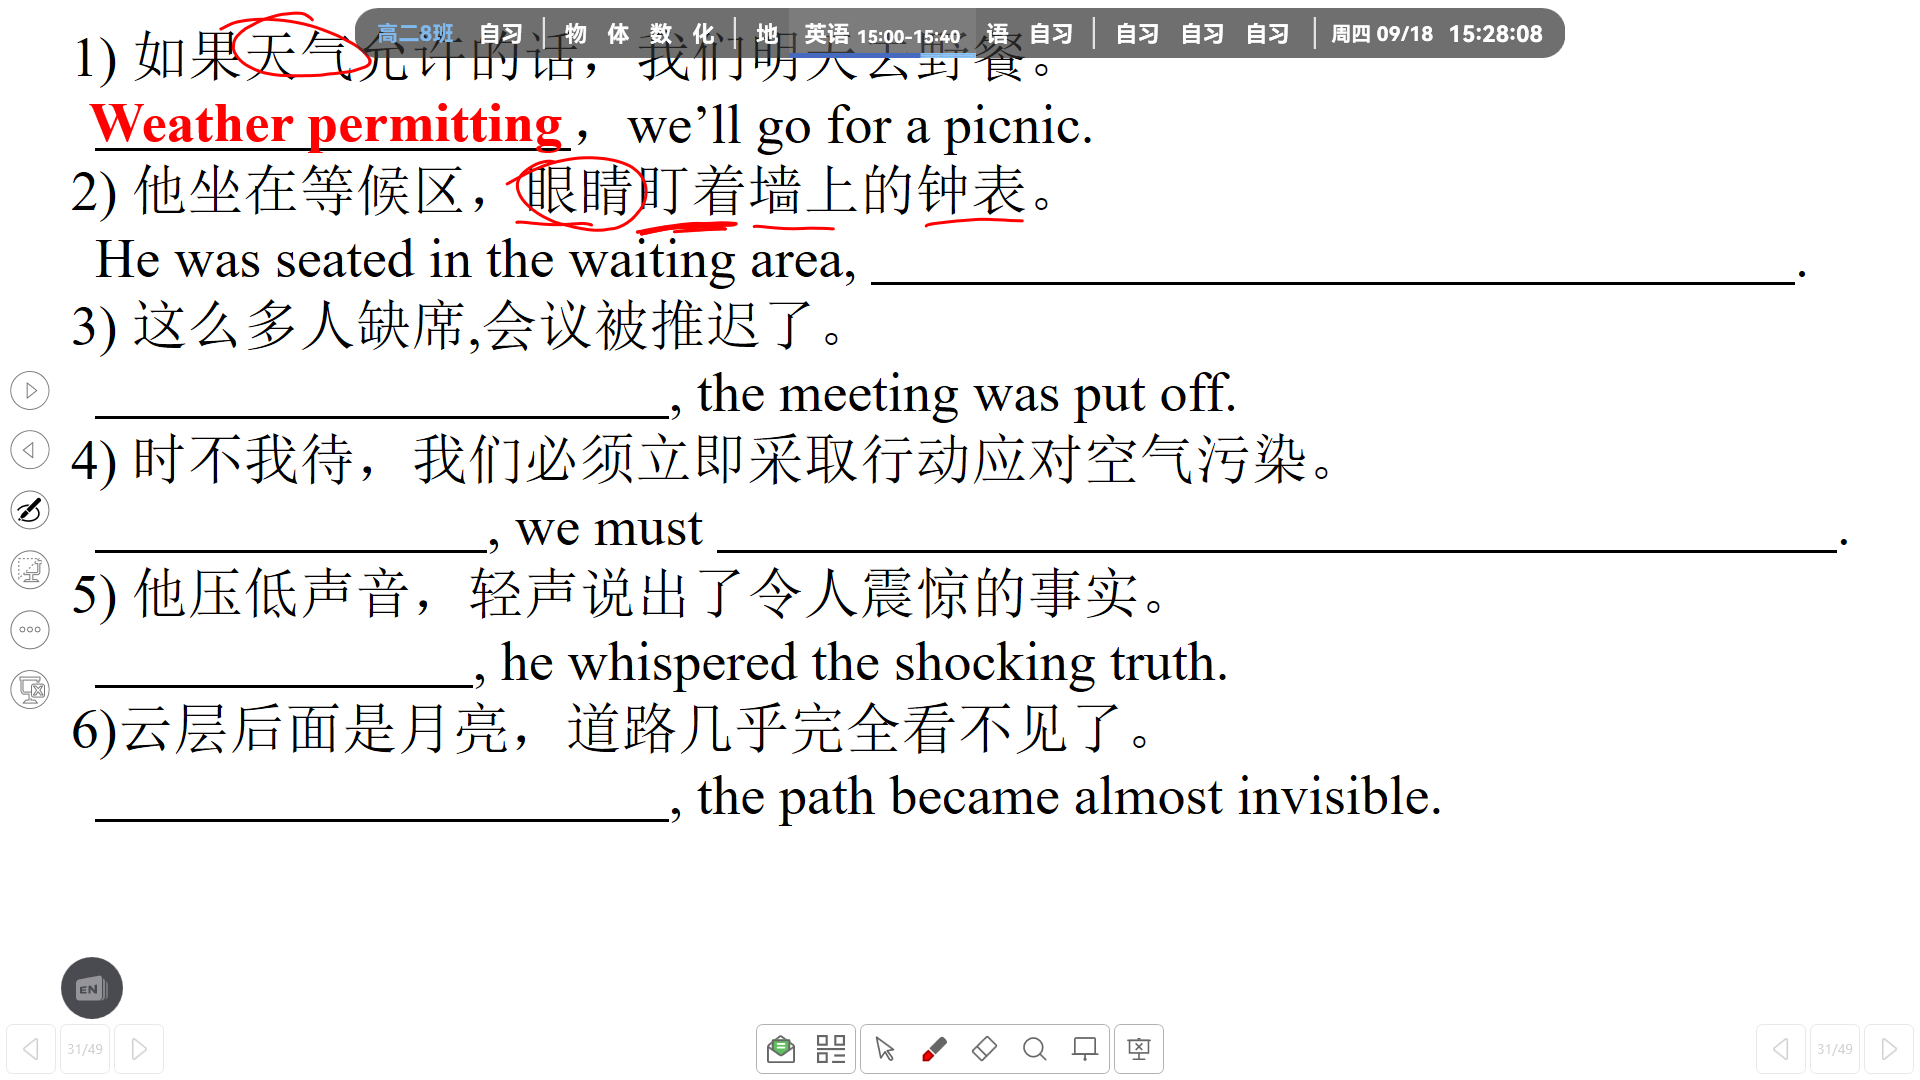 高二8班 自习 物 体 数 化 地 英语 15:00-15:40 语 自习 自习 自习 自习 周四 09/18 15:28:08
1) 如果天气允许的话，我们明天去野餐。
Weather permitting，we’ll go for a picnic.
2) 他坐在等候区，眼睛盯着墙上的钟表。
He was seated in the waiting area, ______.
3) 这么多人缺席,会议被推迟了。
______, the meeting was put off.
4) 时不我待，我们必须立即采取行动应对空气污染。
______, we must ______.
5) 他压低声音，轻声说出了令人震惊的事实。
______, he whispered the shocking truth.
6)云层后面是月亮，道路几乎完全看不见了。
______, the path became almost invisible.
EN
31/49
31/49